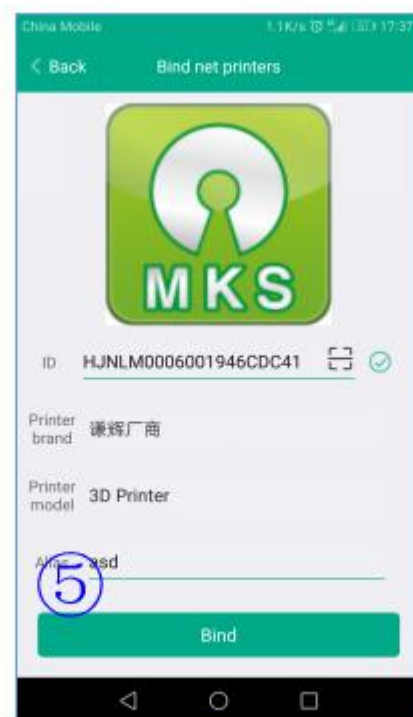 China Mobile 1.1K/s 17:37
< Back Bind net printers
MKS
ID HJNLM0006001946CDC41
Printer brand 谦辉厂商
Printer model 3D Printer
Alias asd
⑤
Bind